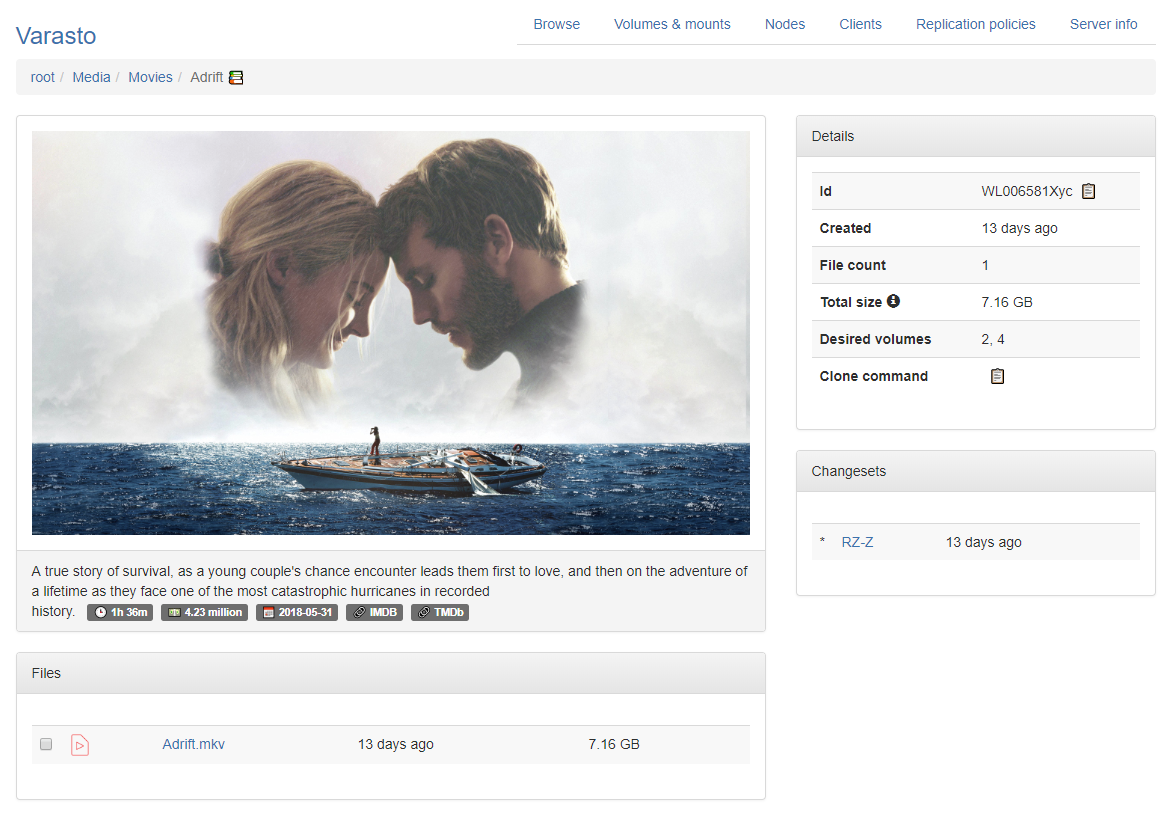 Varasto
Browse Volumes & mounts Nodes Clients Replication policies Server info
root / Media / Movies / Adrift
A true story of survival, as a young couple's chance encounter leads them first to love, and then on the adventure of
a lifetime as they face one of the most catastrophic hurricanes in recorded
history. 1h 36m 4.23 million 2018-05-31 IMDB TMDb
Files
Adrift.mkv 13 days ago 7.16 GB
Details
Id WL006581Xyc
Created 13 days ago
File count 1
Total size 7.16 GB
Desired volumes 2, 4
Clone command
Changesets
* RZ-Z 13 days ago